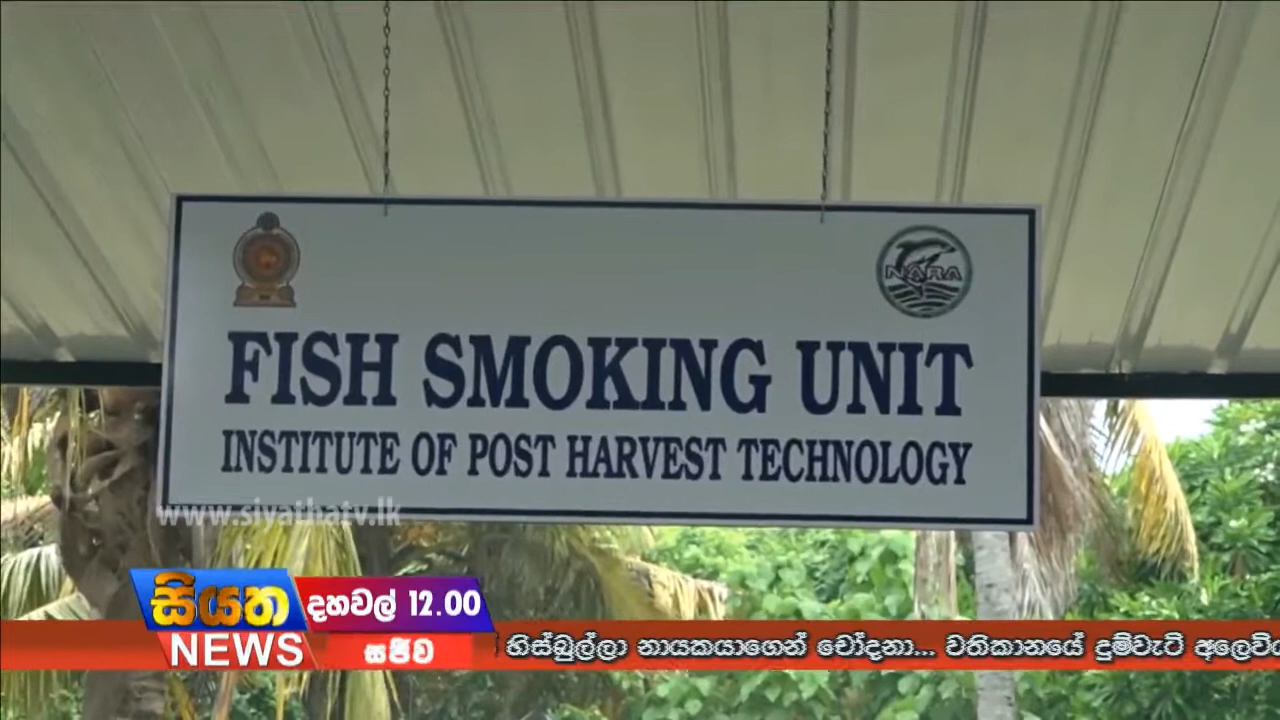 NARA
FISH SMOKING UNIT
INSTITUTE OF POST HARVEST TECHNOLOGY
www.siyathatv.lk
සියත
NEWS
දහවල් 12.00
සජීව
හිස්බුල්ලා නායකයාගෙන් චෝදනා... වතිකානයේ දුම්වැටි